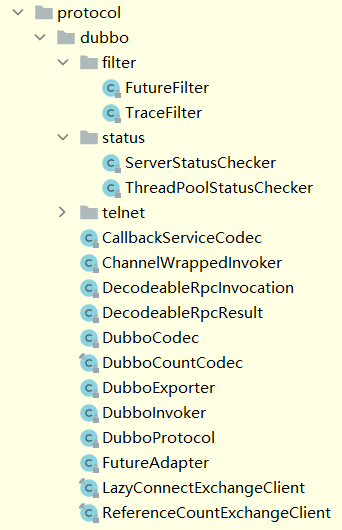 protocol
dubbo
filter
FutureFilter
TraceFilter
status
ServerStatusChecker
ThreadPoolStatusChecker
telnet
CallbackServiceCodec
ChannelWrappedInvoker
DecodeableRpcInvocation
DecodeableRpcResult
DubboCodec
DubboCountCodec
DubboExporter
DubboInvoker
DubboProtocol
FutureAdapter
LazyConnectExchangeClient
ReferenceCountExchangeClient